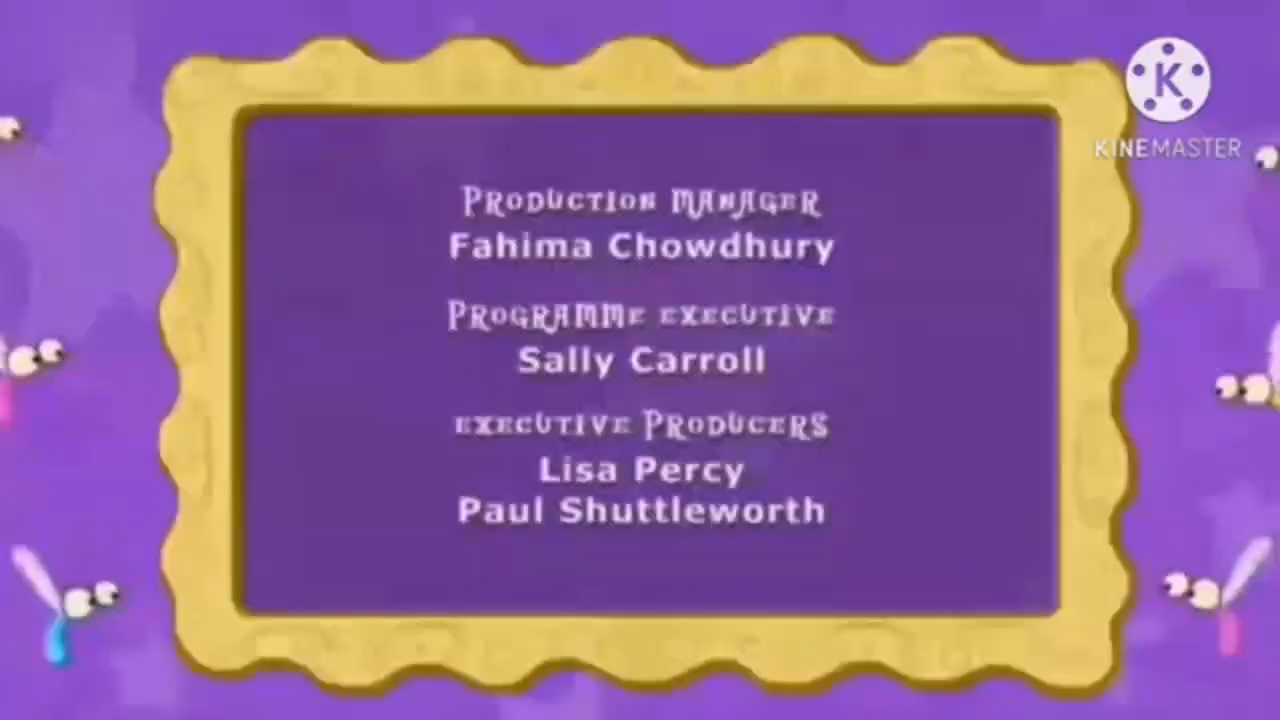 K
KINEMASTER
PRODUCTION MANAGER
Fahima Chowdhury
PROGRAMME EXECUTIVE
Sally Carroll
EXECUTIVE PRODUCERS
Lisa Percy
Paul Shuttleworth